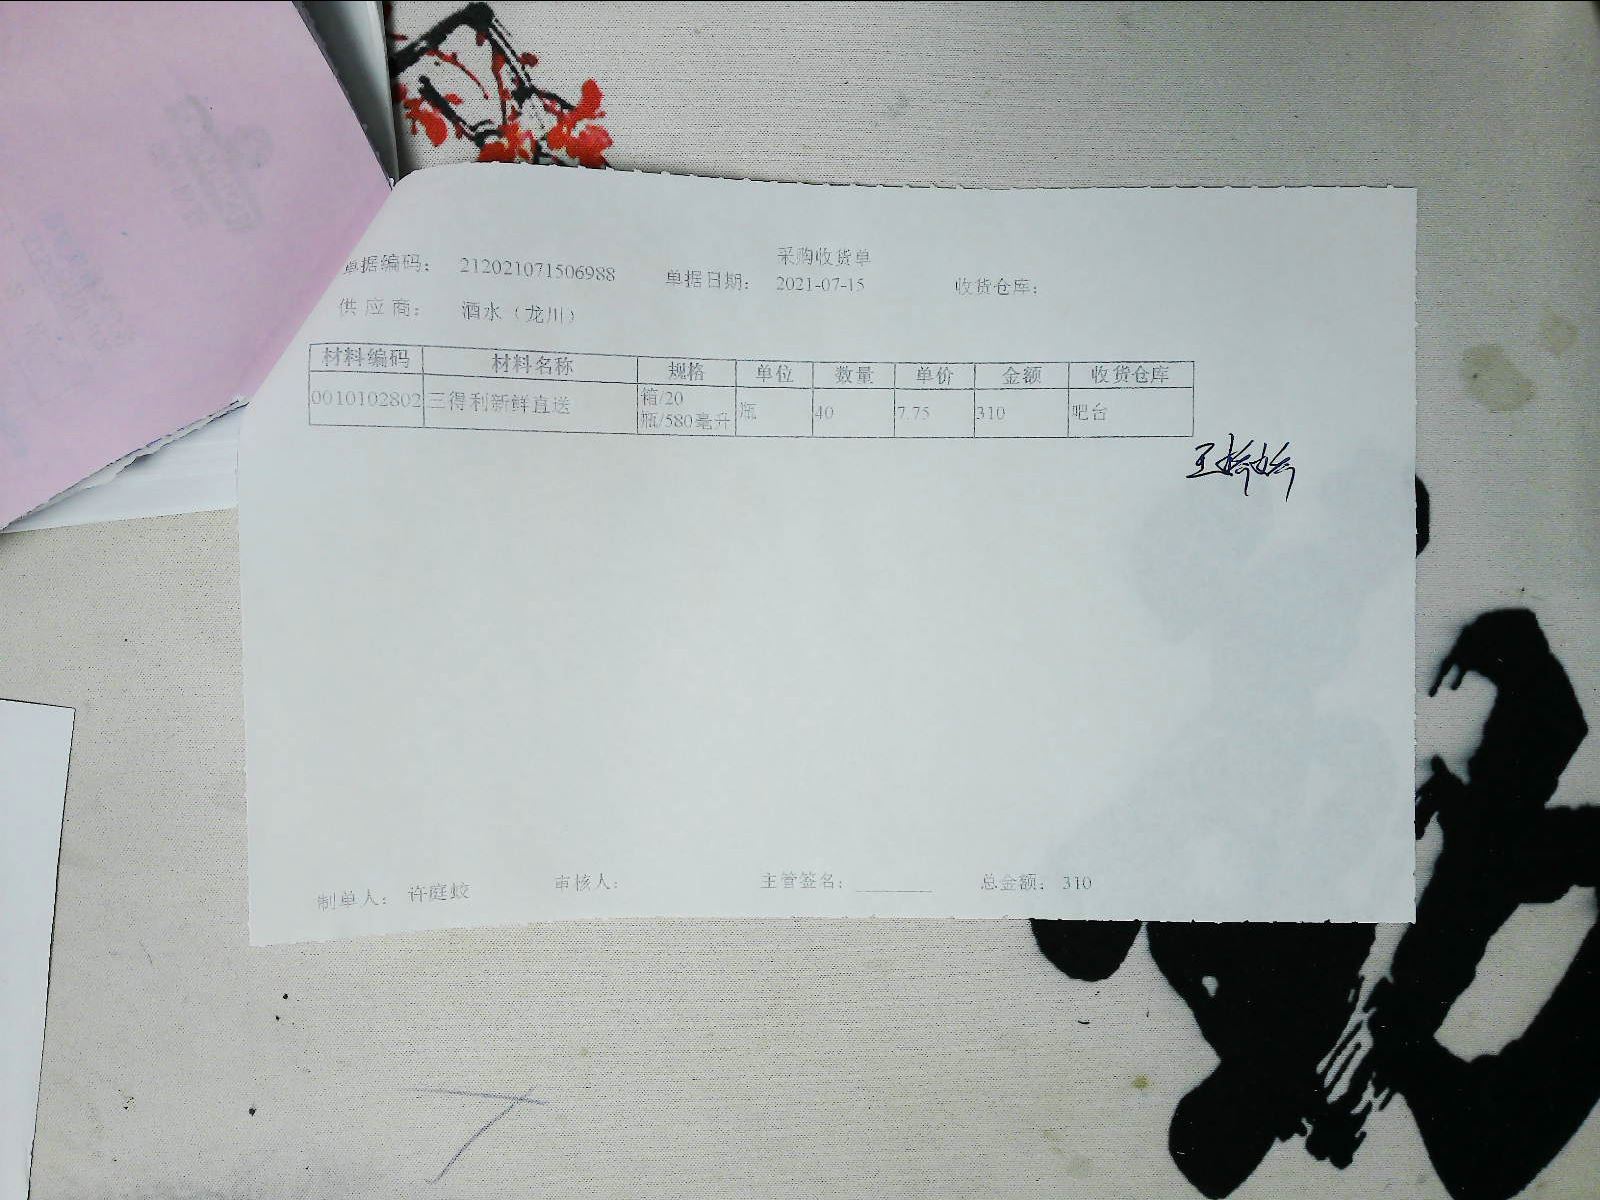 采购收货单
单据编码: 212021071506988 单据日期: 2021-07-15 收货仓库:
供应商: 酒水（龙川）
材料编码 材料名称 规格 单位 数量 单价 金额 收货仓库
0010102802 三得利新鲜直送 箱/20瓶/580毫升 瓶 40 7.75 310 吧台
制单人: 许庭蛟 审核人: 主管签名: 总金额: 310